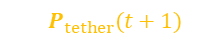 P_tether(t + 1)